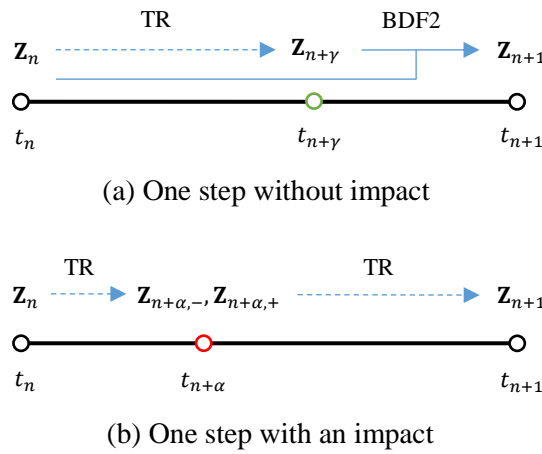 TR BDF2
𝐙ₙ 𝐙ₙ₊ᵧ 𝐙ₙ₊₁
tₙ tₙ₊ᵧ tₙ₊₁
(a) One step without impact
TR TR
𝐙ₙ 𝐙ₙ₊α,₋, 𝐙ₙ₊α,₊ 𝐙ₙ₊₁
tₙ tₙ₊α tₙ₊₁
(b) One step with an impact